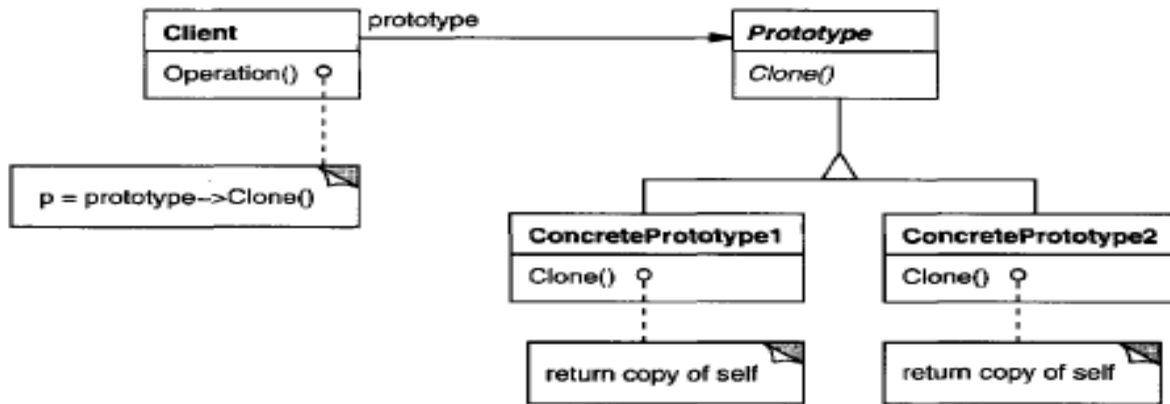 Client
prototype
Prototype
Operation()
Clone()
p = prototype->Clone()
ConcretePrototype1
ConcretePrototype2
Clone()
Clone()
return copy of self
return copy of self